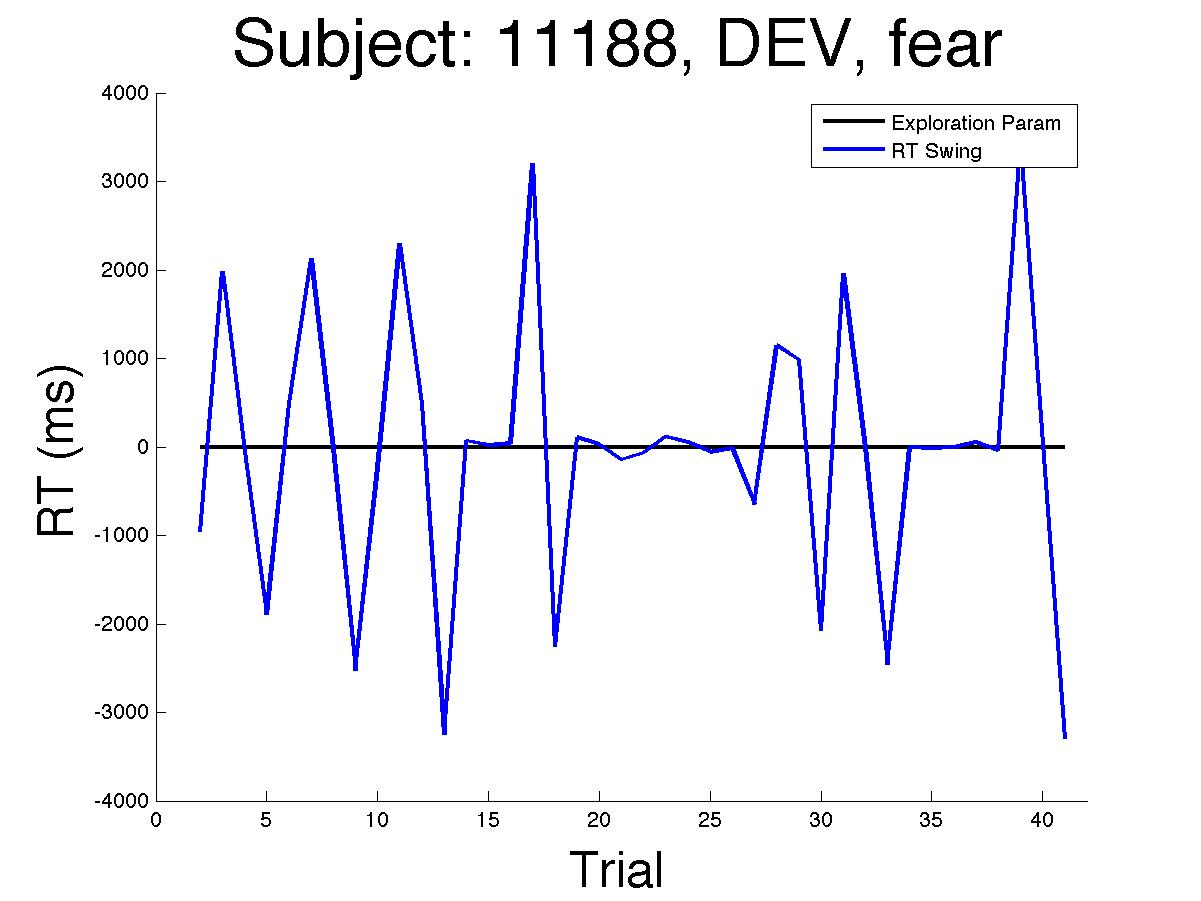 Subject: 11188, DEV, fear
4000
3000
2000
1000
0
-1000
-2000
-3000
-4000
RT (ms)
Exploration Param
RT Swing
0 5 10 15 20 25 30 35 40
Trial